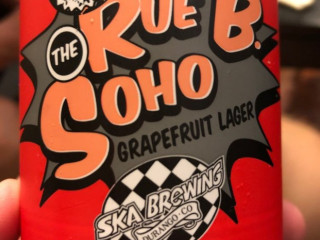 THE
RUE B.
SOHO
GRAPEFRUIT LAGER
SKA BREWING
DURANGO, CO